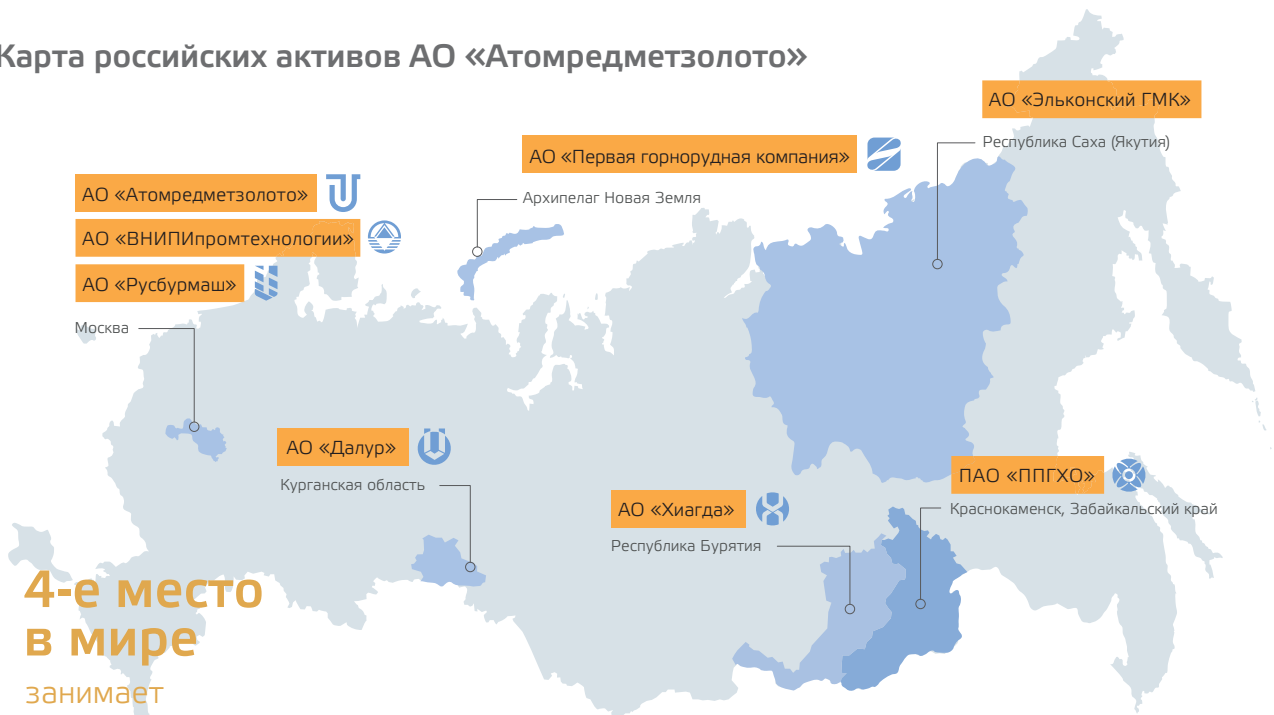 Карта российских активов АО «Атомредметзолото»
АО «Эльконский ГМК»
Республика Саха (Якутия)
АО «Первая горнорудная компания»
Архипелаг Новая Земля
АО «Атомредметзолото»
АО «ВНИПИпромтехнологии»
АО «Русбурмаш»
Москва
АО «Далур»
Курганская область
АО «Хиагда»
Республика Бурятия
ПАО «ППГХО»
Краснокаменск, Забайкальский край
4-е место
в мире
занимает